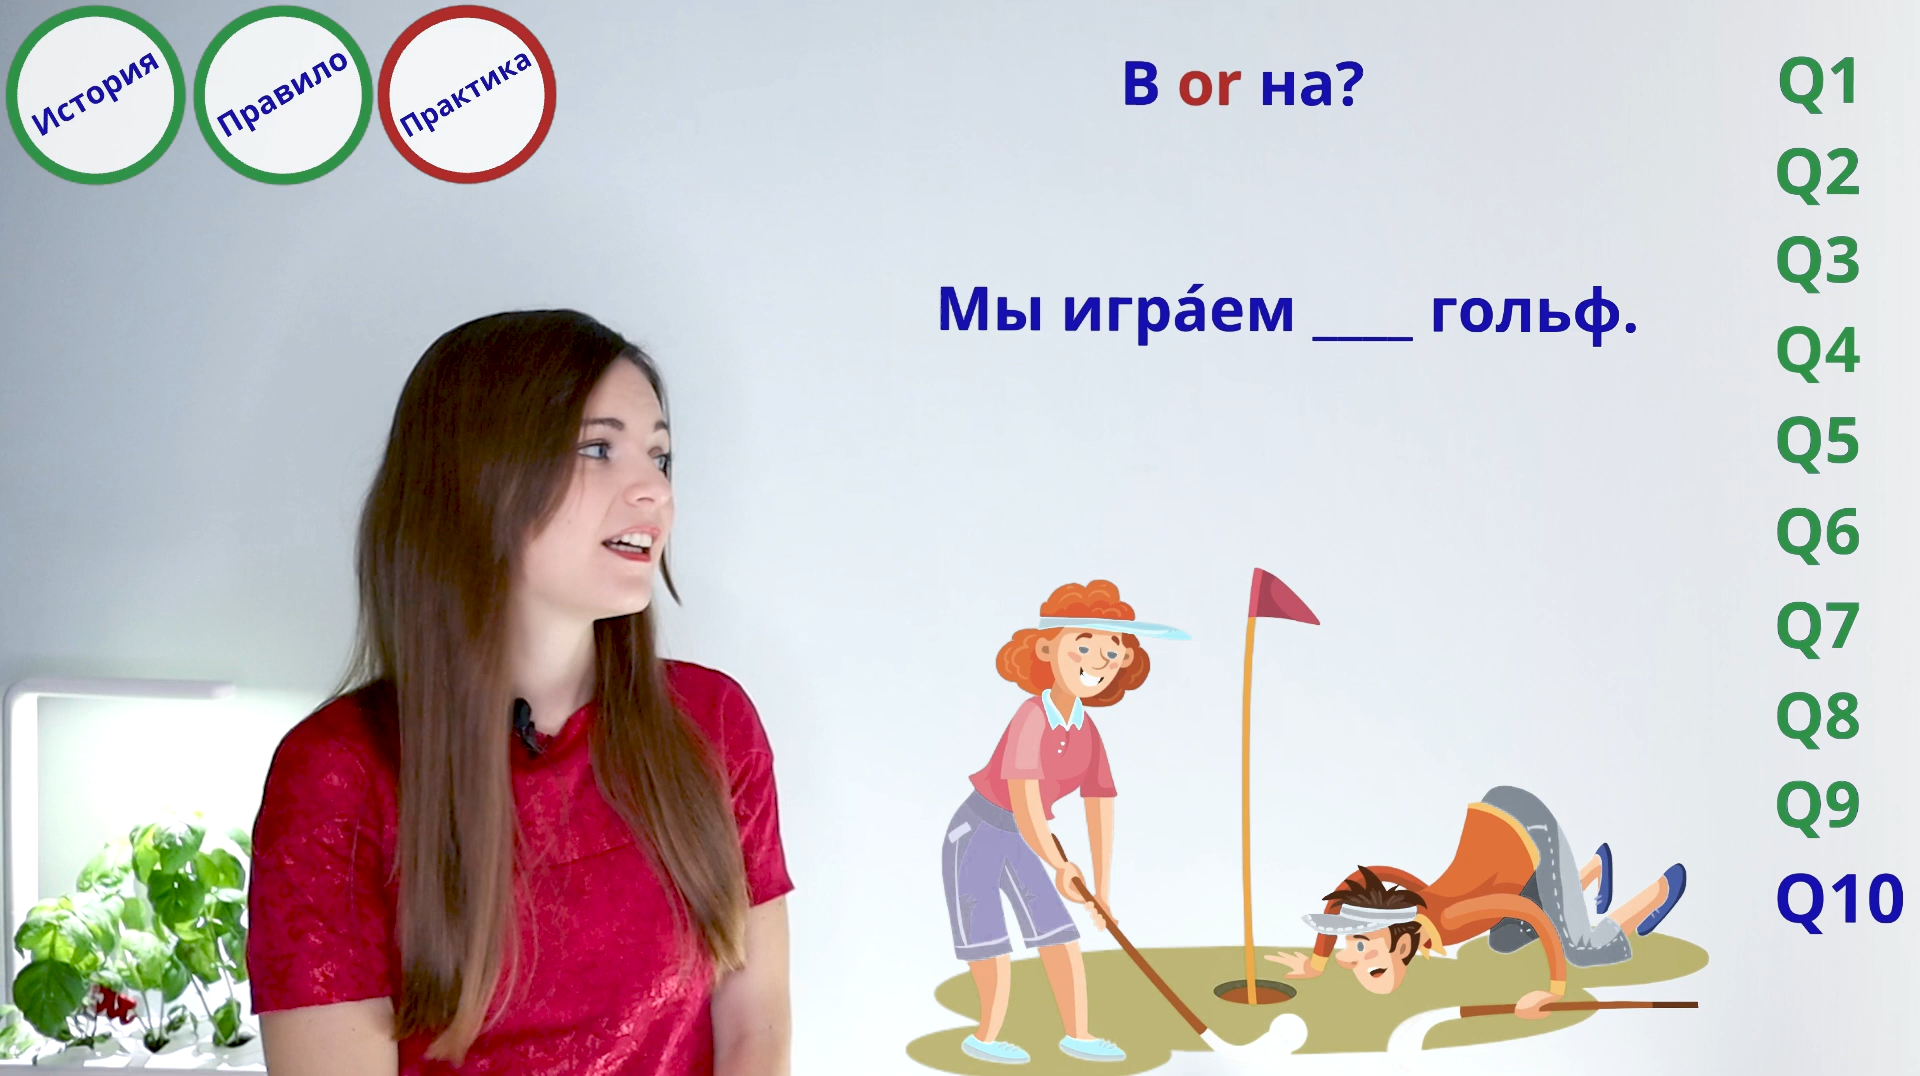 История
Правило
Практика
В or на?
Мы игра́ем ____ гольф.
Q1
Q2
Q3
Q4
Q5
Q6
Q7
Q8
Q9
Q10